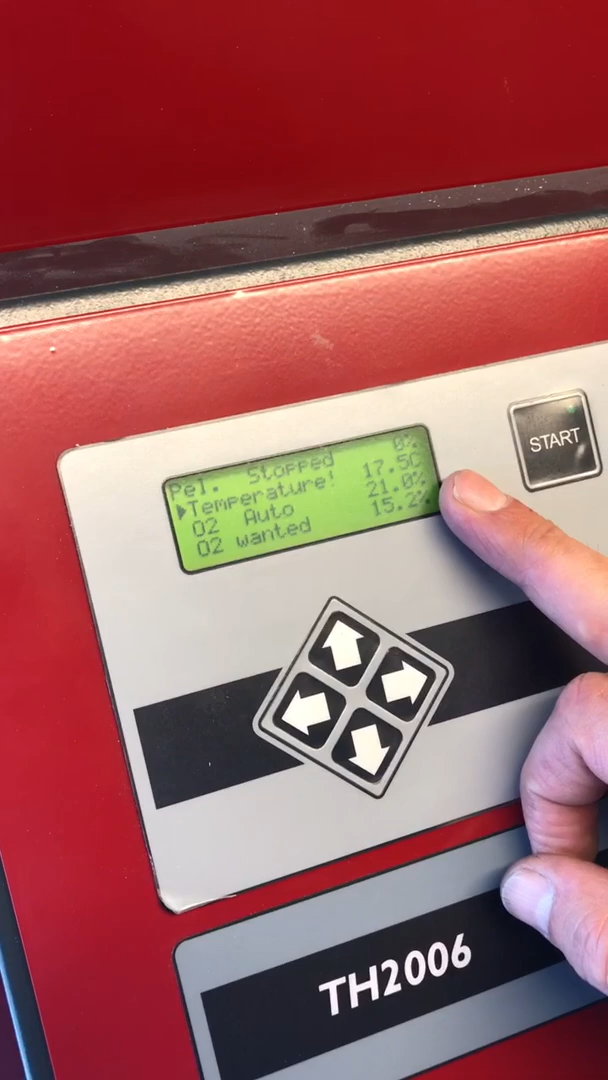 Pel. Stopped 0%
Temperature! 17.5C
O2 Auto 21.0%
O2 wanted 15.2%
START
TH2006